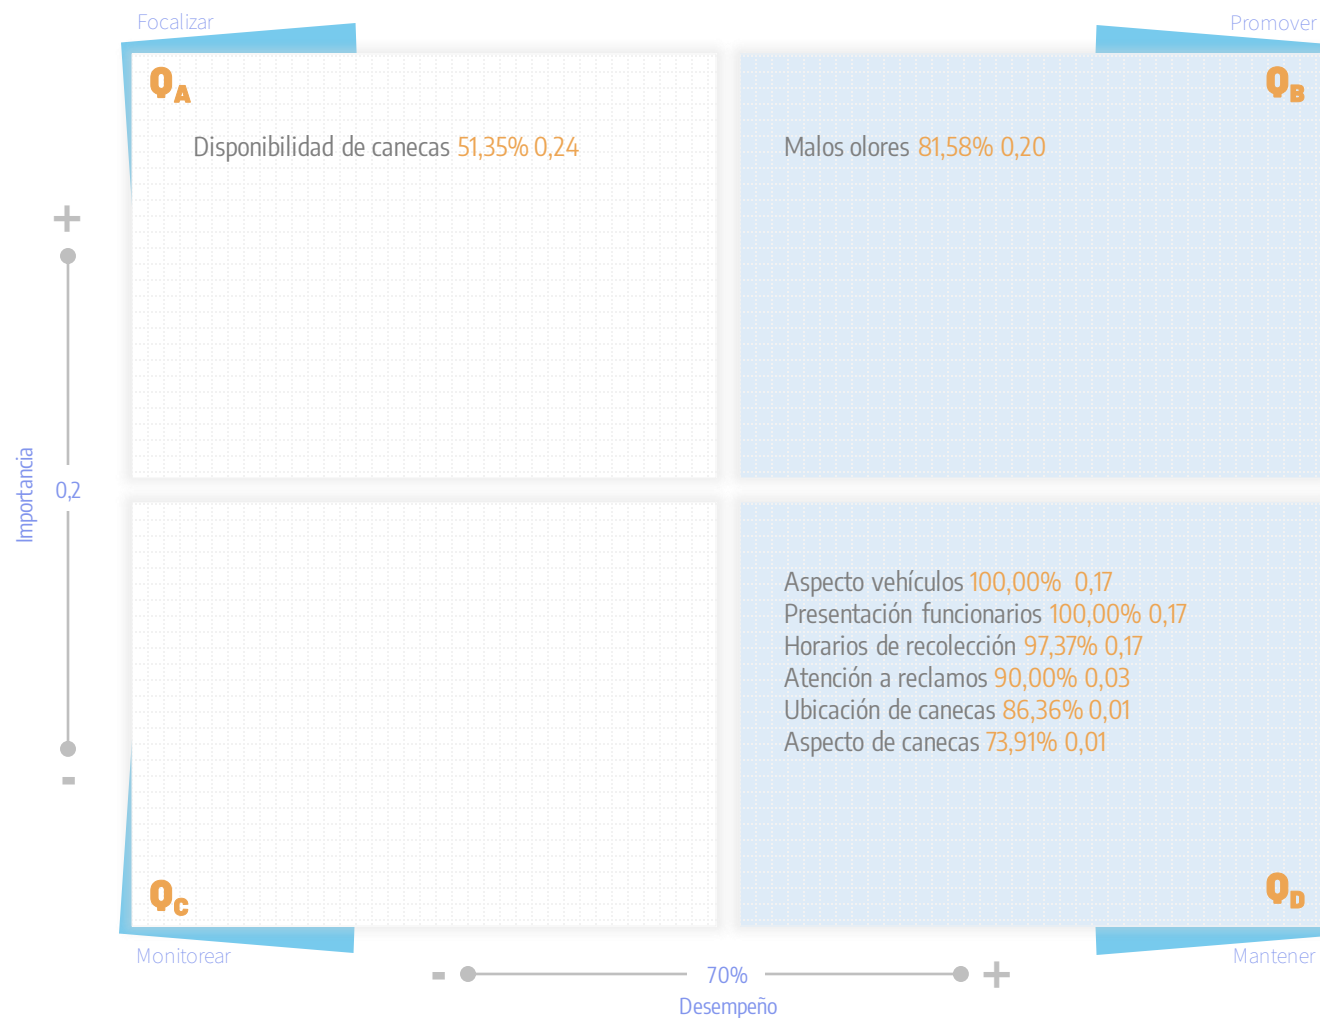 Focalizar
Promover
QA
QB
Disponibilidad de canecas 51,35% 0,24
Malos olores 81,58% 0,20
+
Importancia
0,2
-
Aspecto vehículos 100,00% 0,17
Presentación funcionarios 100,00% 0,17
Horarios de recolección 97,37% 0,17
Atención a reclamos 90,00% 0,03
Ubicación de canecas 86,36% 0,01
Aspecto de canecas 73,91% 0,01
QC
QD
Monitorear
Mantener
- 70% +
Desempeño